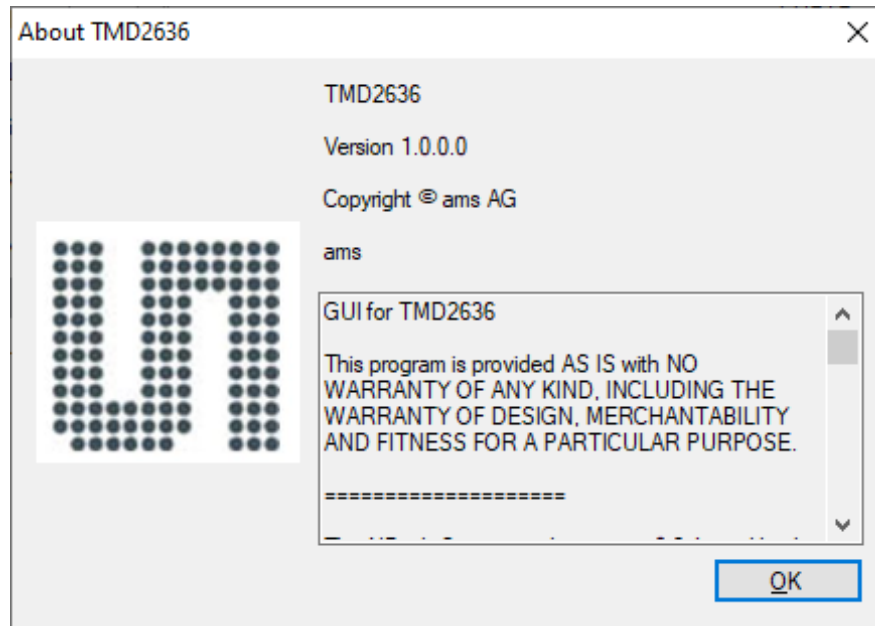 About TMD2636
TMD2636
Version 1.0.0.0
Copyright © ams AG
ams
GUI for TMD2636
This program is provided AS IS with NO
WARRANTY OF ANY KIND, INCLUDING THE
WARRANTY OF DESIGN, MERCHANTABILITY
AND FITNESS FOR A PARTICULAR PURPOSE.
====================
OK